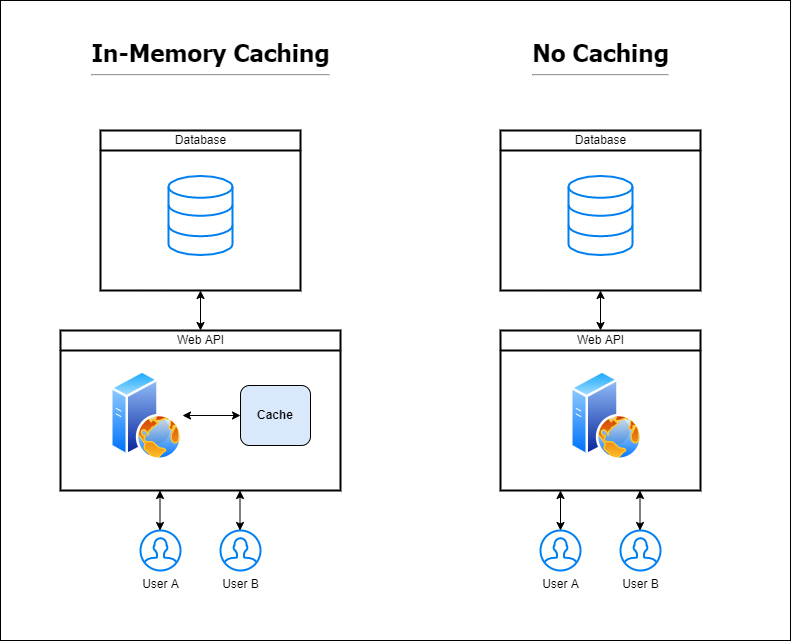 In-Memory Caching
No Caching
Database
Database
Web API
Web API
Cache
User A
User B
User A
User B